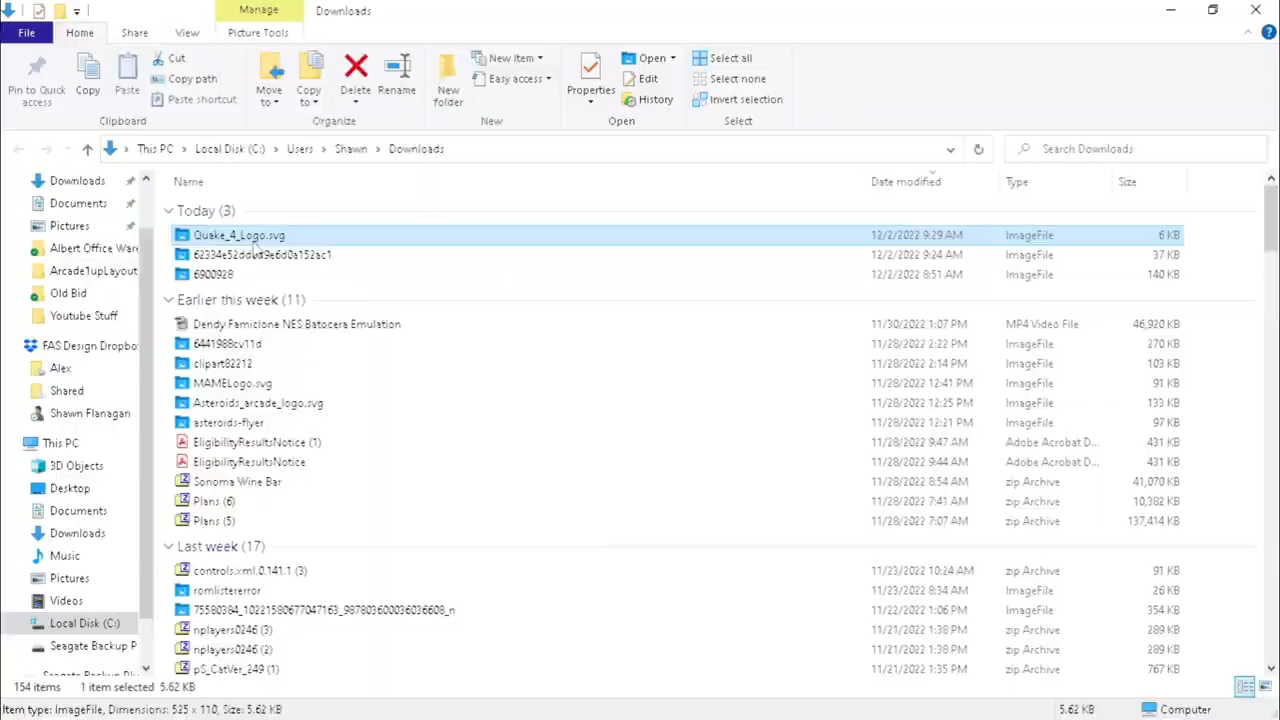 Manage
Downloads
File
Home
Share
View
Picture Tools
Pin to Quick access
Copy
Paste
Cut
Copy path
Paste shortcut
Clipboard
Move to
Copy to
Delete
Rename
Organize
New folder
New item
Easy access
New
Properties
Open
Edit
History
Open
Select all
Select none
Invert selection
Select
This PC
Local Disk (C:)
Users
Shawn
Downloads
Search Downloads
Downloads
Documents
Pictures
Albert Office Ware
Arcade1upLayout
Old Bid
Youtube Stuff
FAS Design Dropbo
Alex
Shared
Shawn Flanagan
This PC
3D Objects
Desktop
Documents
Downloads
Music
Pictures
Videos
Local Disk (C:)
Seagate Backup P
Name Date modified Type Size
Today (3)
Quake_4_Logo.svg 12/2/2022 9:29 AM ImageFile 6 KB
12/2/2022 9:24 AM ImageFile 37 KB
6900928 12/2/2022 8:51 AM ImageFile 140 KB
Earlier this week (11)
Dendy Famiclone NES Batocera Emulation 11/30/2022 1:07 PM MP4 Video File 46,920 KB
6441988cv11d 11/28/2022 2:22 PM ImageFile 270 KB
clipart82212 11/28/2022 2:14 PM ImageFile 103 KB
MAMELogo.svg 11/28/2022 12:41 PM ImageFile 91 KB
Asteroids_arcade_logo.svg 11/28/2022 12:25 PM ImageFile 133 KB
asteroids-flyer 11/28/2022 12:21 PM ImageFile 97 KB
EligibilityResultsNotice (1) 11/28/2022 9:47 AM Adobe Acrobat D... 431 KB
EligibilityResultsNotice 11/28/2022 9:44 AM Adobe Acrobat D... 431 KB
Sonoma Wine Bar 11/28/2022 8:54 AM zip Archive 41,070 KB
Plans (6) 11/28/2022 7:41 AM zip Archive 10,382 KB
Plans (5) 11/28/2022 7:07 AM zip Archive 137,414 KB
Last week (17)
controls.xml.0.141.1 (3) 11/23/2022 10:24 AM zip Archive 91 KB
romlistererror 11/23/2022 8:34 AM ImageFile 26 KB
75580384_10221580677047163_987803600036036608_n 11/22/2022 1:06 PM ImageFile 354 KB
nplayers0246 (3) 11/21/2022 1:38 PM zip Archive 289 KB
nplayers0246 (2) 11/21/2022 1:38 PM zip Archive 289 KB
pS_CatVer_249 (1) 11/21/2022 1:35 PM zip Archive 767 KB
154 items 1 item selected 5.62 KB
Item type: ImageFile, Dimensions: 525 x 110, Size: 5.62 KB 5.62 KB Computer